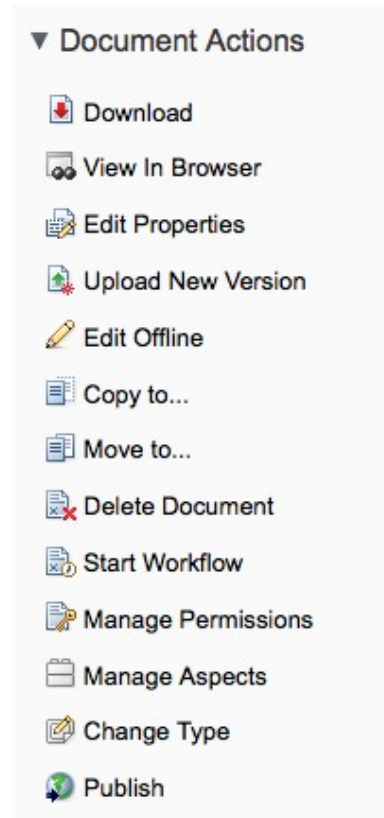 Document Actions
Download
View In Browser
Edit Properties
Upload New Version
Edit Offline
Copy to...
Move to...
Delete Document
Start Workflow
Manage Permissions
Manage Aspects
Change Type
Publish